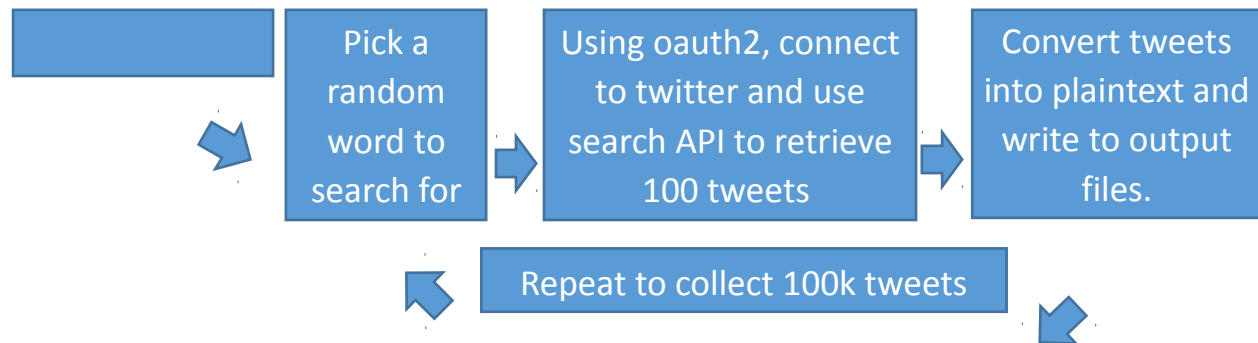 Pick a
random
word to
search for
Using oauth2, connect
to twitter and use
search API to retrieve
100 tweets
Convert tweets
into plaintext and
write to output
files.
Repeat to collect 100k tweets